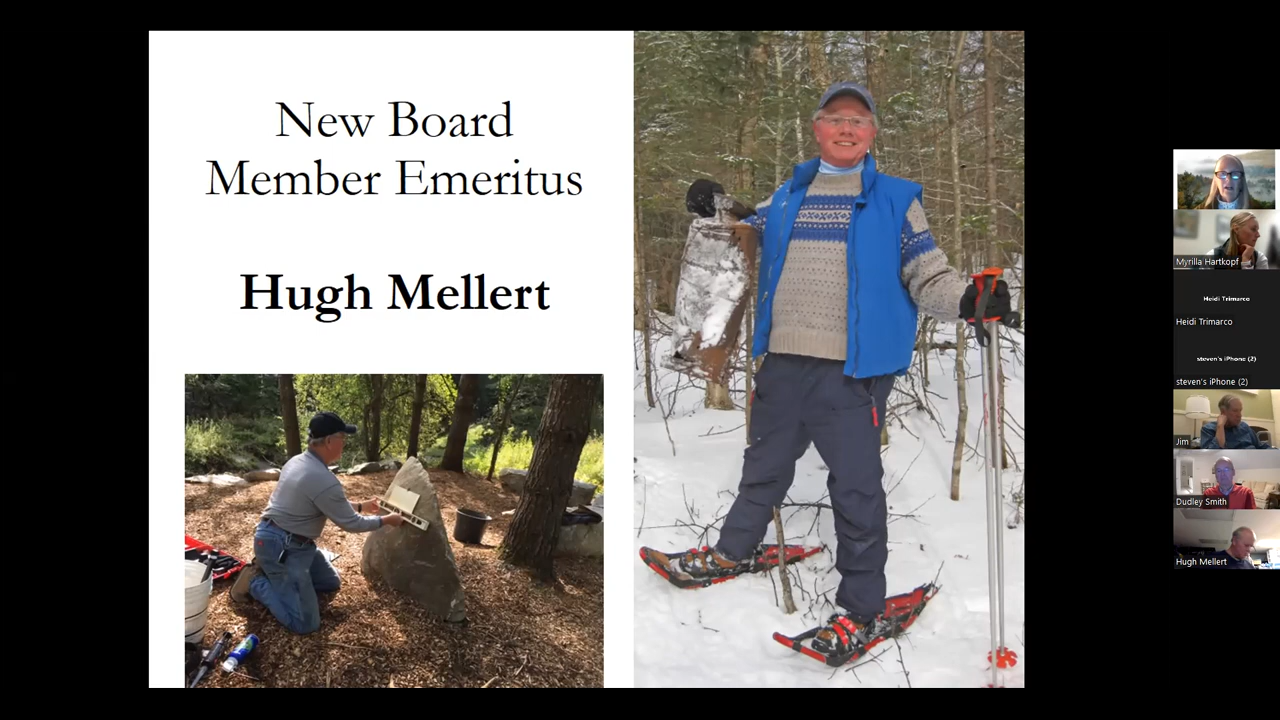 New Board
Member Emeritus
Hugh Mellert
Myrilla Hartkopf
Heidi Trimarco
Heidi Trimarco
steven's iPhone (2)
steven's iPhone (2)
Jim
Dudley Smith
Hugh Mellert